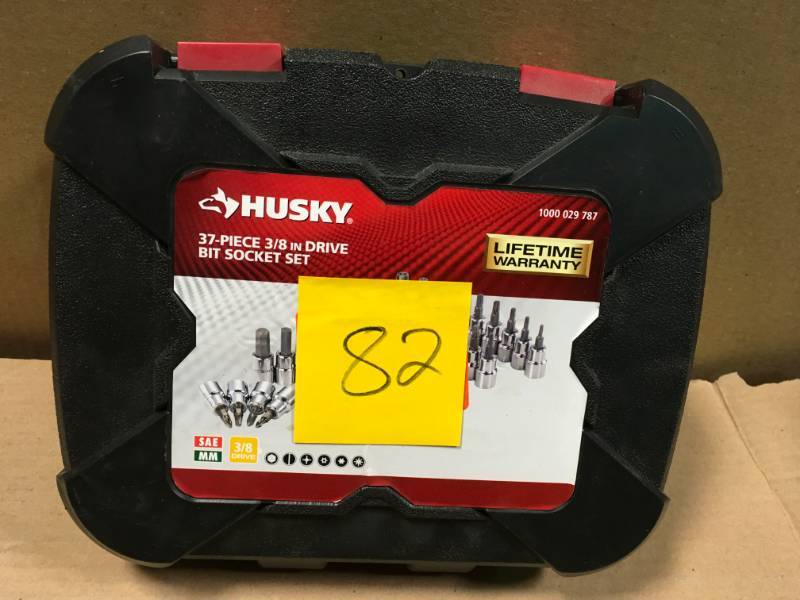 HUSKY®
1000 029 787
37-PIECE 3/8 IN DRIVE
BIT SOCKET SET
LIFETIME
WARRANTY
82
SAE
MM
3/8
DRIVE